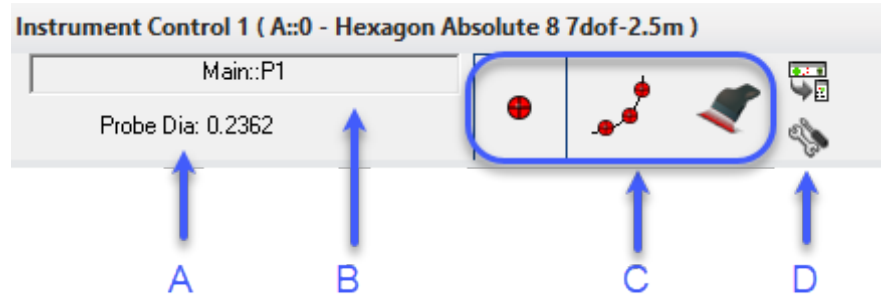 Instrument Control 1 ( A::0 - Hexagon Absolute 8 7dof-2.5m )
Main::P1
Probe Dia: 0.2362
A
B
C
D